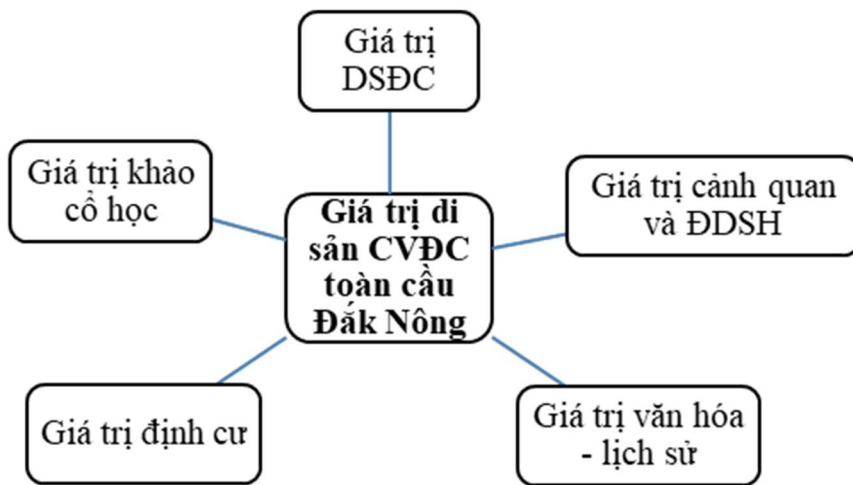 Giá trị
DSĐC
Giá trị khảo
cổ học
Giá trị cảnh quan
và ĐDSH
Giá trị di
sản CVĐC
toàn cầu
Đắk Nông
Giá trị định cư
Giá trị văn hóa
- lịch sử